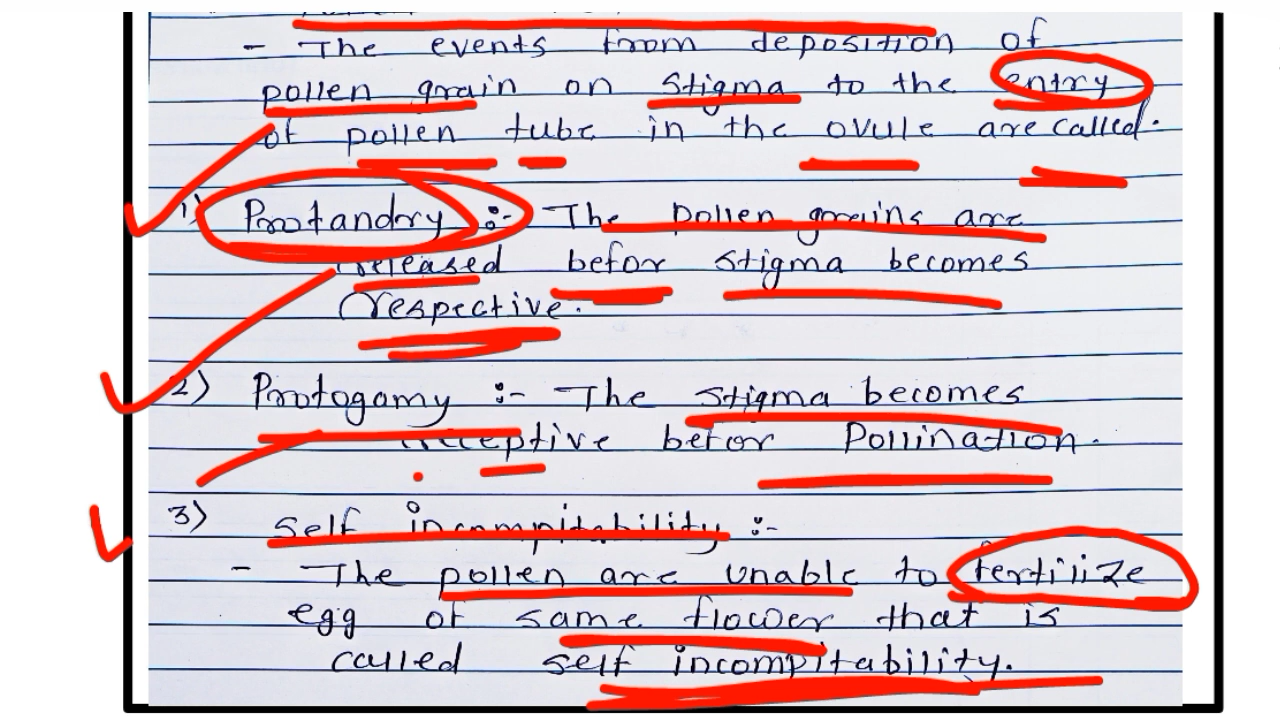 - The events from deposition of
pollen grain on stigma to the entry
of pollen tube in the ovule are called.
1) Protandry :- The pollen grains are
released befor stigma becomes
respective.
2) Protogamy :- The stigma becomes
receptive befor Pollination.
3) Self incompitability :-
- The pollen are unable to fertilize
egg of same flower that is
called self incompitability.